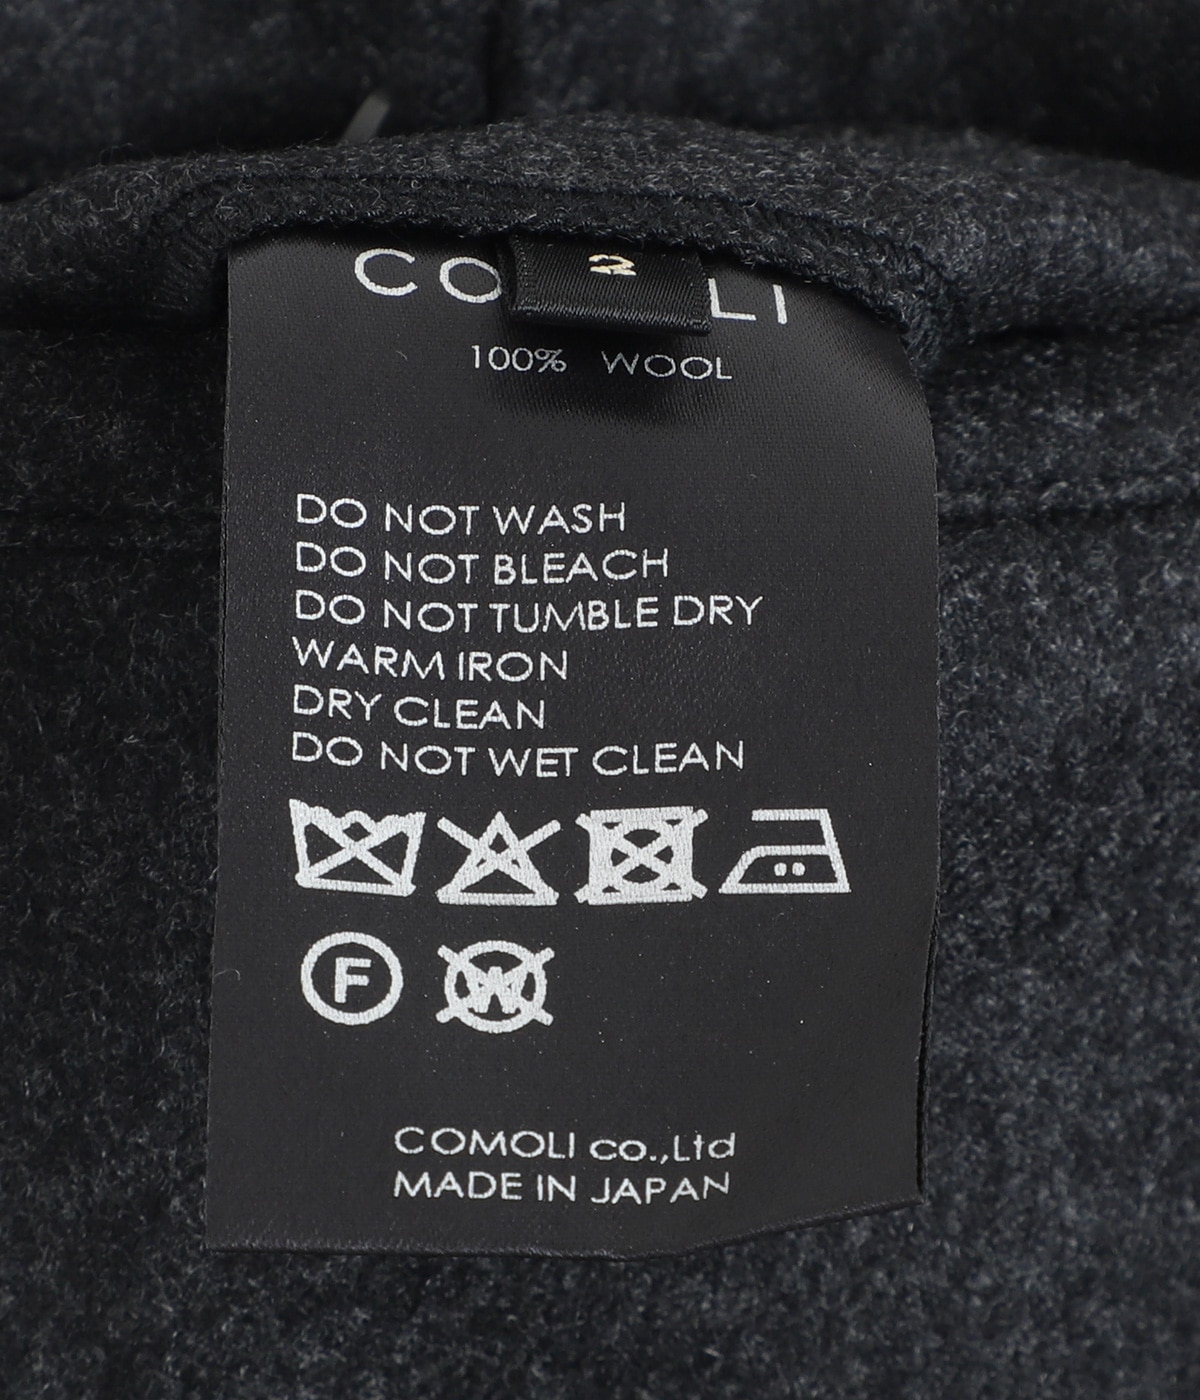 CO LI
2
100% WOOL
DO NOT WASH
DO NOT BLEACH
DO NOT TUMBLE DRY
WARM IRON
DRY CLEAN
DO NOT WET CLEAN
F W
COMOLI co.,Ltd
MADE IN JAPAN